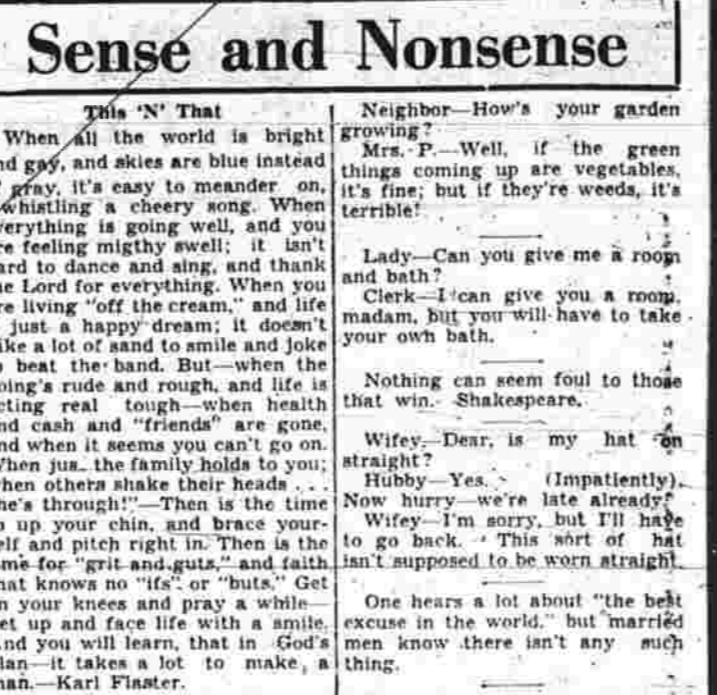 Sense and Nonsense
This 'N' That
When all the world is bright
nd gay, and skies are blue instead
gray, it's easy to meander on,
whistling a cheery song. When
verything is going well, and you
re feeling migthy swell; it isn't
ard to dance and sing, and thank
he Lord for everything. When you
re living "off the cream," and life
just a happy dream; it doesn't
ike a lot of sand to smile and joke
o beat the band. But—when the
oing's rude and rough, and life is
cting real tough—when health
nd cash and "friends" are gone,
nd when it seems you can't go on.
When jus the family holds to you;
hen others shake their heads . . .
he's through!"—Then is the time
o up your chin, and brace your-
elf and pitch right in. Then is the
me for "grit and guts," and faith
hat knows no "ifs" or "buts." Get
n your knees and pray a while—
et up and face life with a smile.
And you will learn, that in God's
lan—it takes a lot to make a
man.—Karl Flaster.
Neighbor—How's your garden
growing?
Mrs. P.—Well, if the green
things coming up are vegetables,
it's fine; but if they're weeds, it's
terrible!
Lady—Can you give me a room
and bath?
Clerk—I can give you a room,
madam, but you will have to take
your own bath.
Nothing can seem foul to those
that win. Shakespeare.
Wifey—Dear, is my hat on
straight?
Hubby—Yes. (Impatiently).
Now hurry—we're late already.
Wifey—I'm sorry, but I'll have
to go back. This sort of hat
isn't supposed to be worn straight.
One hears a lot about "the best
excuse in the world," but married
men know there isn't any such
thing.